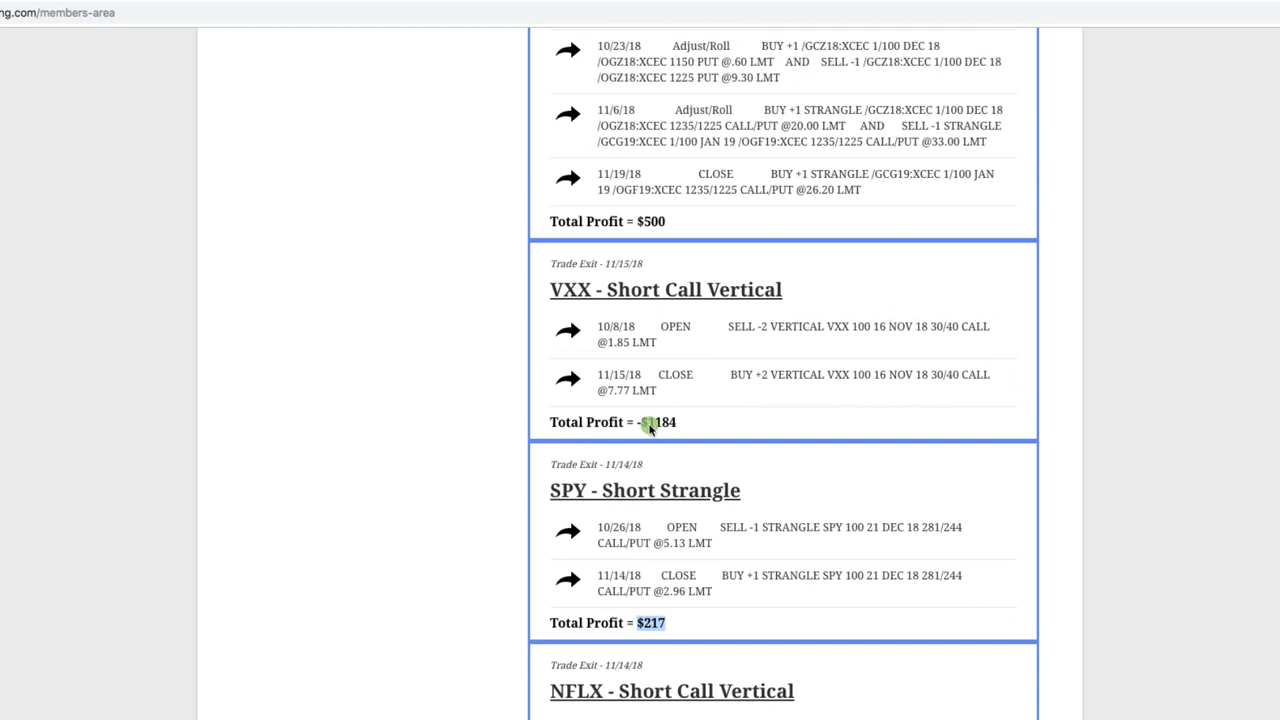 ng.com/members-area
10/23/18 Adjust/Roll BUY +1 /GCZ18:XCEC 1/100 DEC 18
/OGZ18:XCEC 1150 PUT @.60 LMT AND SELL -1 /GCZ18:XCEC 1/100 DEC 18
/OGZ18:XCEC 1225 PUT @9.30 LMT
11/6/18 Adjust/Roll BUY +1 STRANGLE /GCZ18:XCEC 1/100 DEC 18
/OGZ18:XCEC 1235/1225 CALL/PUT @20.00 LMT AND SELL -1 STRANGLE
/GCG19:XCEC 1/100 JAN 19 /OGF19:XCEC 1235/1225 CALL/PUT @33.00 LMT
11/19/18 CLOSE BUY +1 STRANGLE /GCG19:XCEC 1/100 JAN
19 /OGF19:XCEC 1235/1225 CALL/PUT @26.20 LMT
Total Profit = $500
Trade Exit - 11/15/18
VXX - Short Call Vertical
10/8/18 OPEN SELL -2 VERTICAL VXX 100 16 NOV 18 30/40 CALL
@1.85 LMT
11/15/18 CLOSE BUY +2 VERTICAL VXX 100 16 NOV 18 30/40 CALL
@7.77 LMT
Total Profit = -$1184
Trade Exit - 11/14/18
SPY - Short Strangle
10/26/18 OPEN SELL -1 STRANGLE SPY 100 21 DEC 18 281/244
CALL/PUT @5.13 LMT
11/14/18 CLOSE BUY +1 STRANGLE SPY 100 21 DEC 18 281/244
CALL/PUT @2.96 LMT
Total Profit = $217
Trade Exit - 11/14/18
NFLX - Short Call Vertical